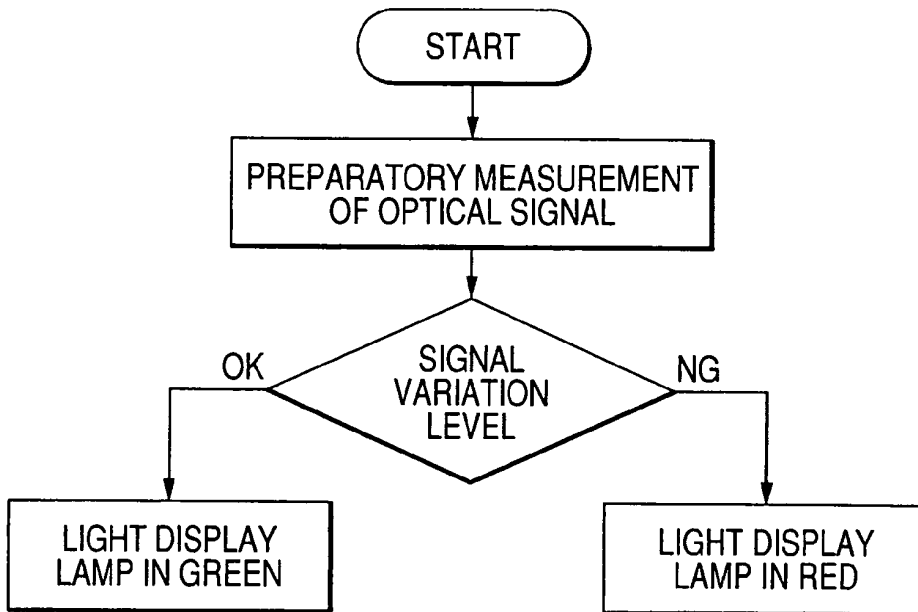 START
PREPARATORY MEASUREMENT
OF OPTICAL SIGNAL
SIGNAL
VARIATION
LEVEL
OK
NG
LIGHT DISPLAY
LAMP IN GREEN
LIGHT DISPLAY
LAMP IN RED